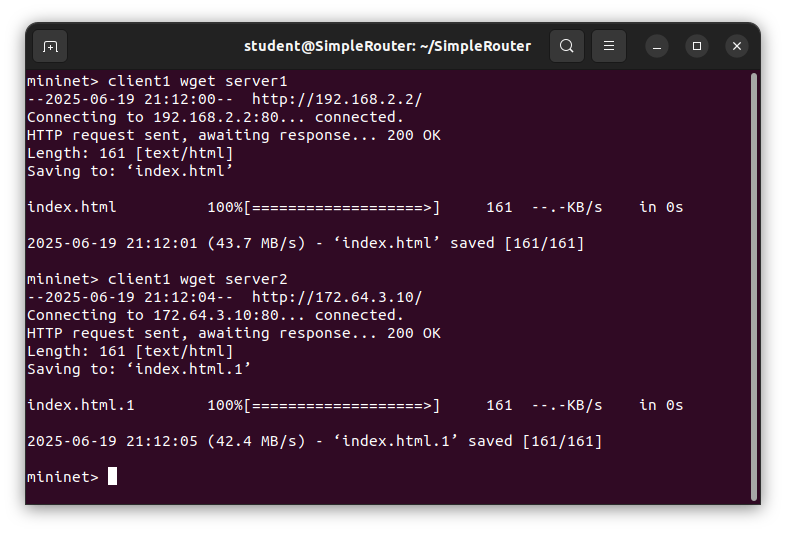 student@SimpleRouter: ~/SimpleRouter
mininet> client1 wget server1
--2025-06-19 21:12:00--  http://192.168.2.2/
Connecting to 192.168.2.2:80... connected.
HTTP request sent, awaiting response... 200 OK
Length: 161 [text/html]
Saving to: ‘index.html’
index.html          100%[===================>]     161  --.-KB/s    in 0s
2025-06-19 21:12:01 (43.7 MB/s) - ‘index.html’ saved [161/161]
mininet> client1 wget server2
--2025-06-19 21:12:04--  http://172.64.3.10/
Connecting to 172.64.3.10:80... connected.
HTTP request sent, awaiting response... 200 OK
Length: 161 [text/html]
Saving to: ‘index.html.1’
index.html.1        100%[===================>]     161  --.-KB/s    in 0s
2025-06-19 21:12:05 (42.4 MB/s) - ‘index.html.1’ saved [161/161]
mininet>